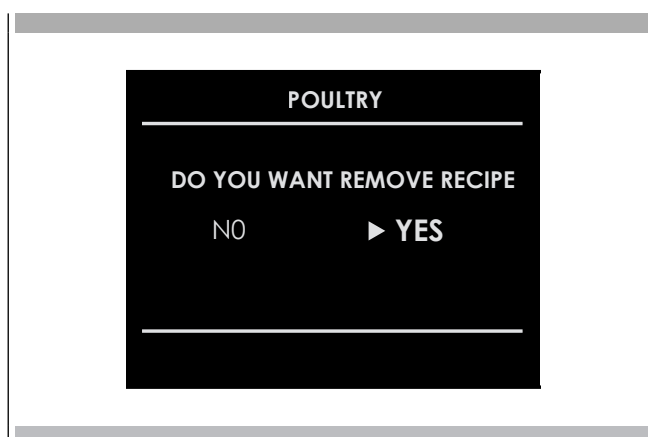 POULTRY
DO YOU WANT REMOVE RECIPE
N0 ▶ YES